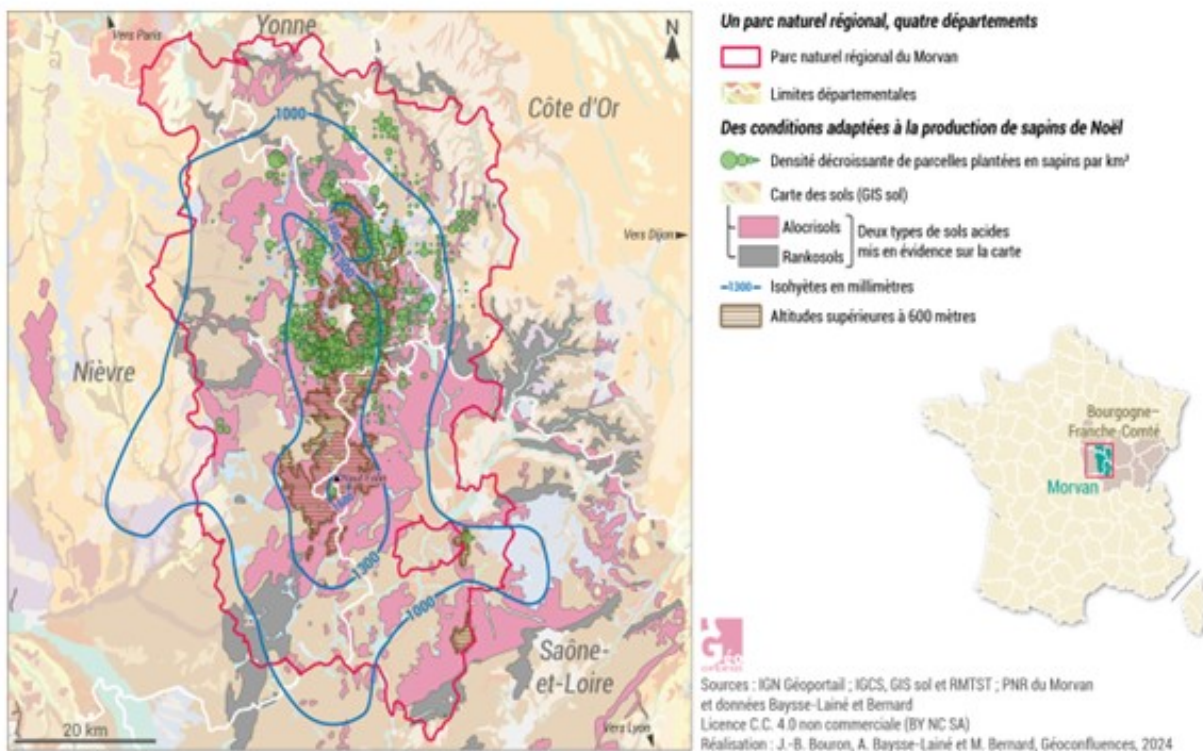 Vers Paris
Yonne
N
Côte d'Or
1000
1300
Vers Dijon
Nièvre
Haut Folin
1300
1000
Saône-
et-Loire
20 km
Vers Lyon
Un parc naturel régional, quatre départements
Parc naturel régional du Morvan
Limites départementales
Des conditions adaptées à la production de sapins de Noël
Densité décroissante de parcelles plantées en sapins par km²
Carte des sols (GIS sol)
Alocrisols
Rankosols
Deux types de sols acides
mis en évidence sur la carte
1300
Isohyètes en millimètres
Altitudes supérieures à 600 mètres
Bourgogne–
Franche-Comté
Morvan
Géo
Sources : IGN Géoportail ; IGCS, GIS sol et RMTST ; PNR du Morvan
et données Baysse-Lainé et Bernard
Licence C.C. 4.0 non commerciale (BY NC SA)
Réalisation : J.-B. Bouron, A. Baysse-Lainé et M. Bernard, Géoconfluences, 2024